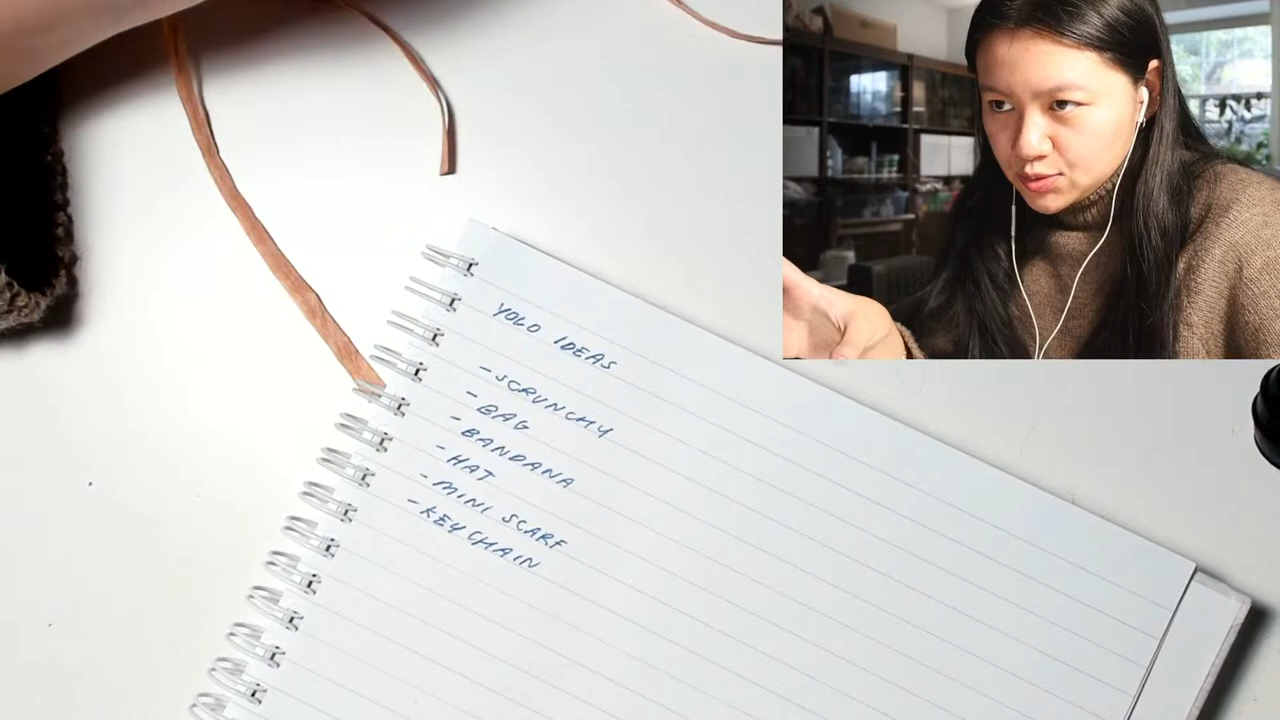 YOLO IDEAS
-SCRUNCHY
-BAG
-BANDANA
-HAT
-MINI SCARF
-KEYCHAIN